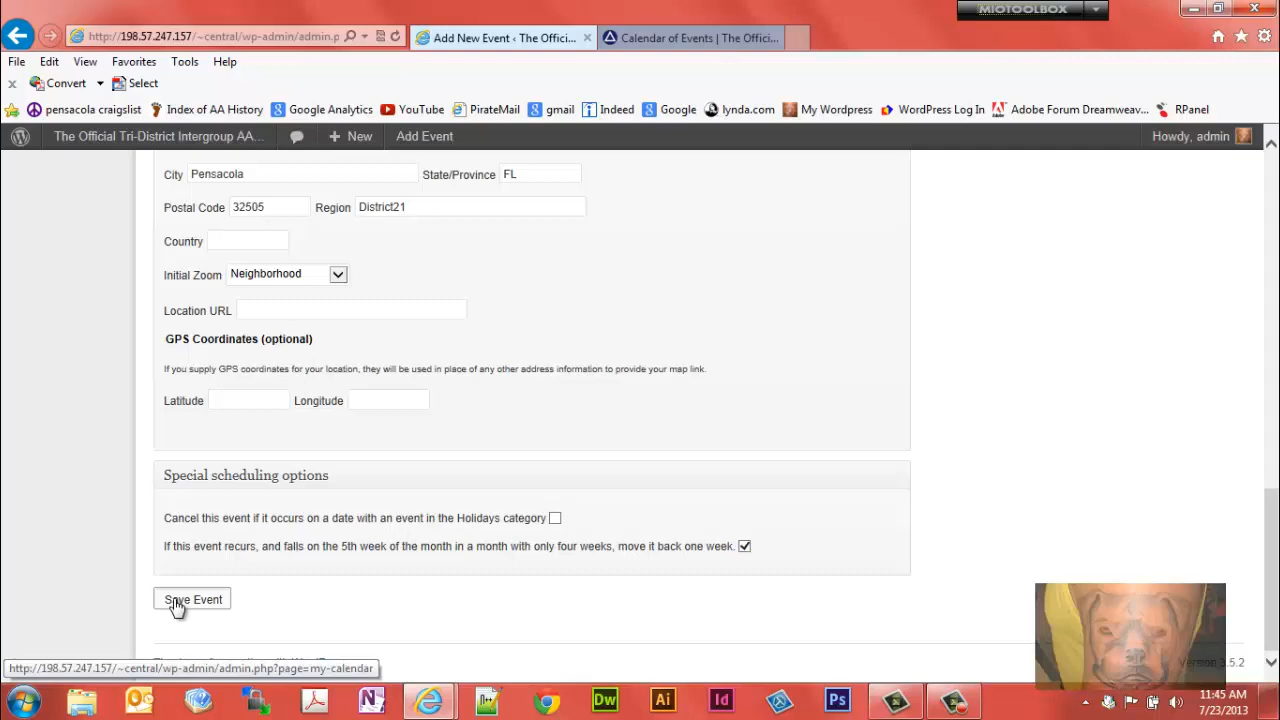 MIOTOOLBOX
http://198.57.247.157/~central/wp-admin/admin.p
Add New Event ‹ The Offici...
Calendar of Events | The Offici...
File Edit View Favorites Tools Help
x Convert Select
pensacola craigslist Index of AA History Google Analytics YouTube PirateMail gmail Indeed Google lynda.com My Wordpress WordPress Log In Adobe Forum Dreamweav... RPanel
The Official Tri-District Intergroup AA... + New Add Event Howdy, admin
City Pensacola State/Province FL
Postal Code 32505 Region District21
Country
Initial Zoom Neighborhood
Location URL
GPS Coordinates (optional)
If you supply GPS coordinates for your location, they will be used in place of any other address information to provide your map link.
Latitude Longitude
Special scheduling options
Cancel this event if it occurs on a date with an event in the Holidays category
If this event recurs, and falls on the 5th week of the month in a month with only four weeks, move it back one week.
Save Event
http://198.57.247.157/~central/wp-admin/admin.php?page=my-calendar
Version 3.5.2
Dw Ai Id Ps
11:45 AM
7/23/2013